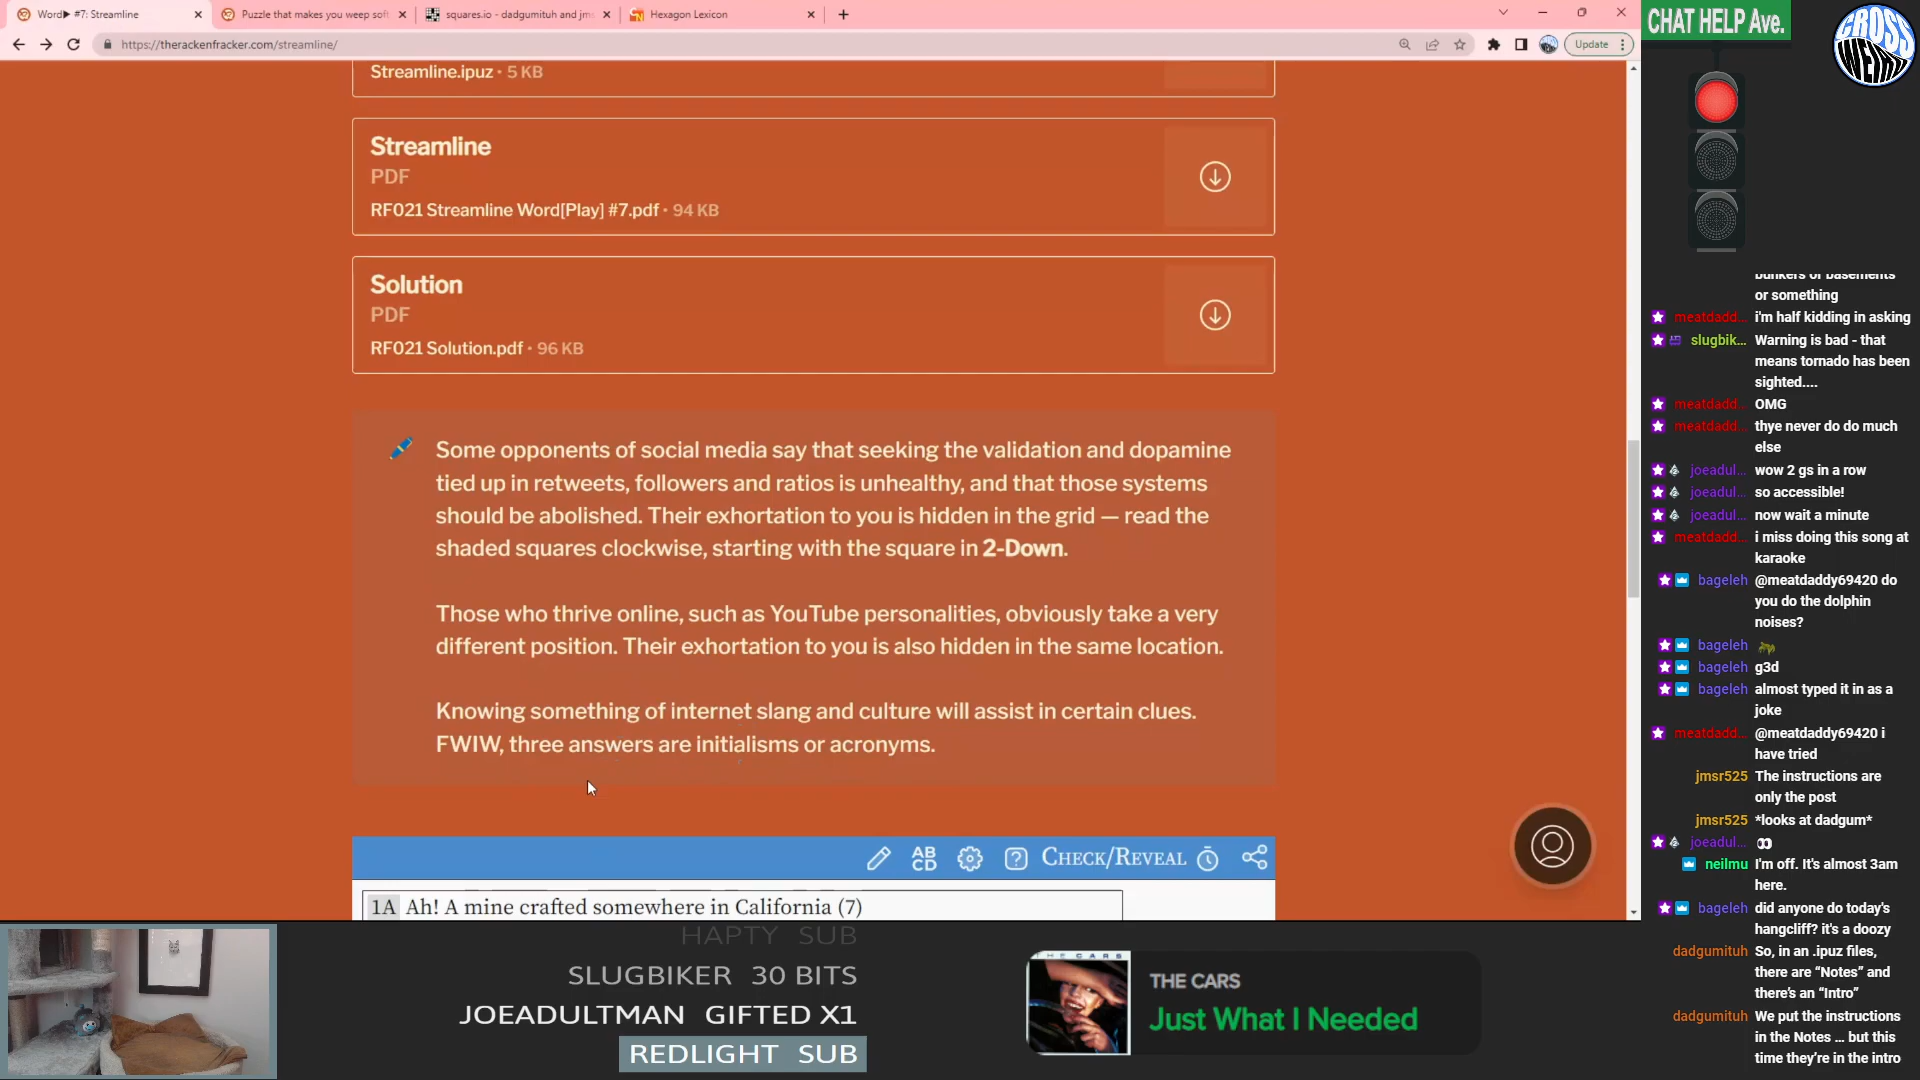 Word▶ #7: Streamline
Puzzle that makes you weep sof
squares.io - dadgumituh and jm
Hexagon Lexicon
https://therackenfracker.com/streamline/
Update
Streamline.ipuz • 5 KB
Streamline
PDF
RF021 Streamline Word[Play] #7.pdf • 94 KB
Solution
PDF
RF021 Solution.pdf • 96 KB
Some opponents of social media say that seeking the validation and dopamine
tied up in retweets, followers and ratios is unhealthy, and that those systems
should be abolished. Their exhortation to you is hidden in the grid — read the
shaded squares clockwise, starting with the square in 2-Down.
Those who thrive online, such as YouTube personalities, obviously take a very
different position. Their exhortation to you is also hidden in the same location.
Knowing something of internet slang and culture will assist in certain clues.
FWIW, three answers are initialisms or acronyms.
AB
CD
CHECK/REVEAL
1A Ah! A mine crafted somewhere in California (7)
HAPTY SUB
SLUGBIKER 30 BITS
JOEADULTMAN GIFTED X1
REDLIGHT SUB
THE CARS
THE CARS
Just What I Needed
CHAT HELP Ave.
CROSS
WEIRD
bunkers or basements
or something
meatdadd... i'm half kidding in asking
slugbik... Warning is bad - that
means tornado has been
sighted....
meatdadd... OMG
meatdadd... thye never do do much
else
joeadul... wow 2 gs in a row
joeadul... so accessible!
joeadul... now wait a minute
meatdadd... i miss doing this song at
karaoke
bageleh @meatdaddy69420 do
you do the dolphin
noises?
bageleh
bageleh g3d
bageleh almost typed it in as a
joke
meatdadd... @meatdaddy69420 i
have tried
jmsr525 The instructions are
only the post
jmsr525 *looks at dadgum*
joeadul...
neilmu I'm off. It's almost 3am
here.
bageleh did anyone do today's
hangcliff? it's a doozy
dadgumituh So, in an .ipuz files,
there are “Notes” and
there’s an “Intro”
dadgumituh We put the instructions
in the Notes ... but this
time they’re in the intro